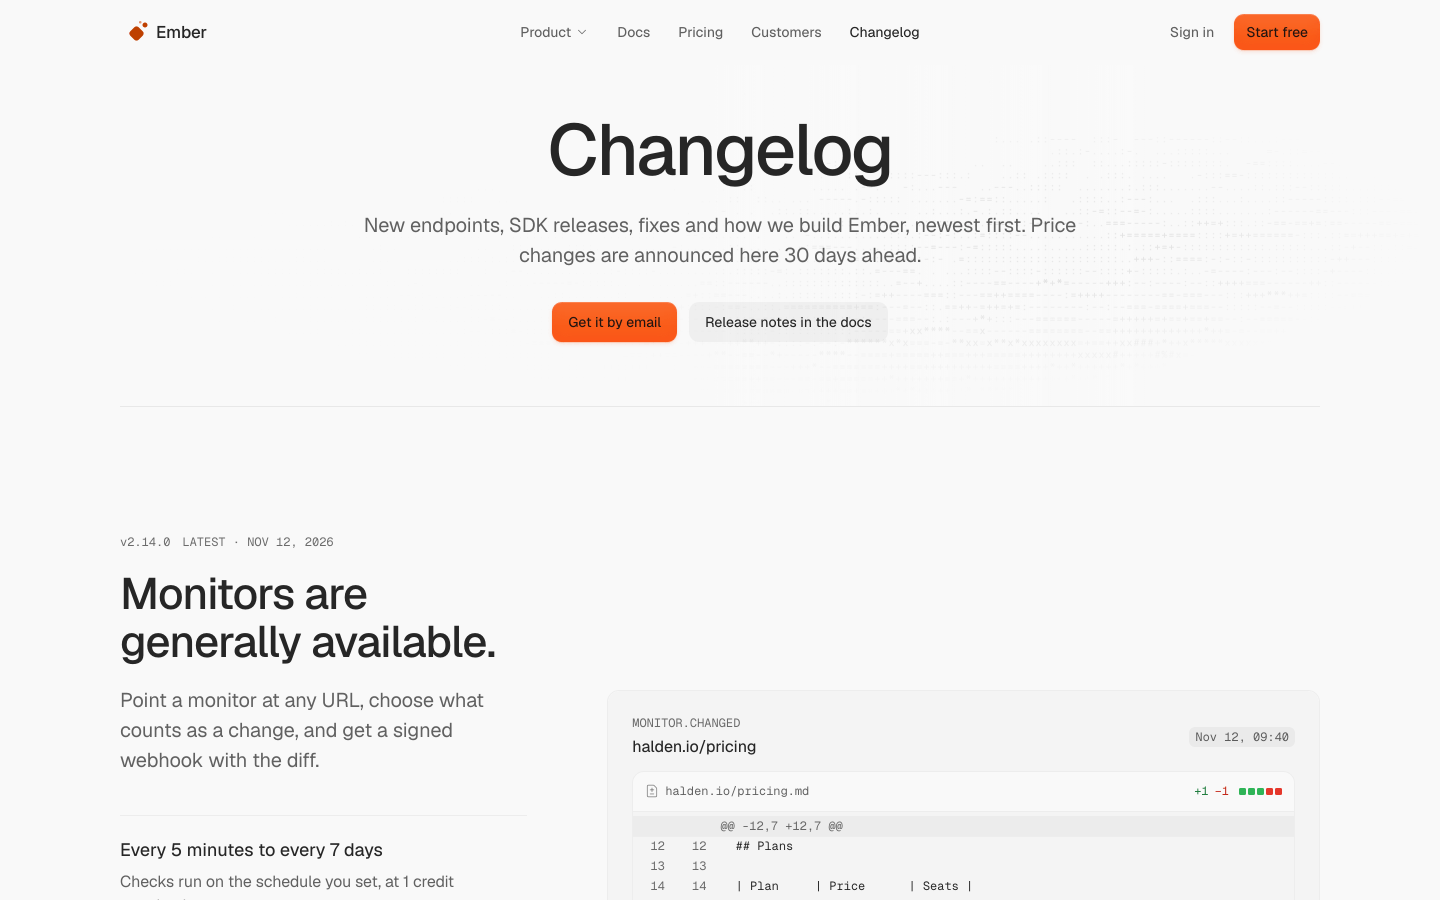 Ember
Product
Docs
Pricing
Customers
Changelog
Sign in
Start free
Changelog
New endpoints, SDK releases, fixes and how we build Ember, newest first. Price
changes are announced here 30 days ahead.
Get it by email
Release notes in the docs
v2.14.0 LATEST · NOV 12, 2026
Monitors are
generally available.
Point a monitor at any URL, choose what
counts as a change, and get a signed
webhook with the diff.
Every 5 minutes to every 7 days
Checks run on the schedule you set, at 1 credit
MONITOR.CHANGED
halden.io/pricing
Nov 12, 09:40
halden.io/pricing.md
+1 −1
@@ −12,7 +12,7 @@
12 12 ## Plans
13 13
14 14 | Plan | Price | Seats |